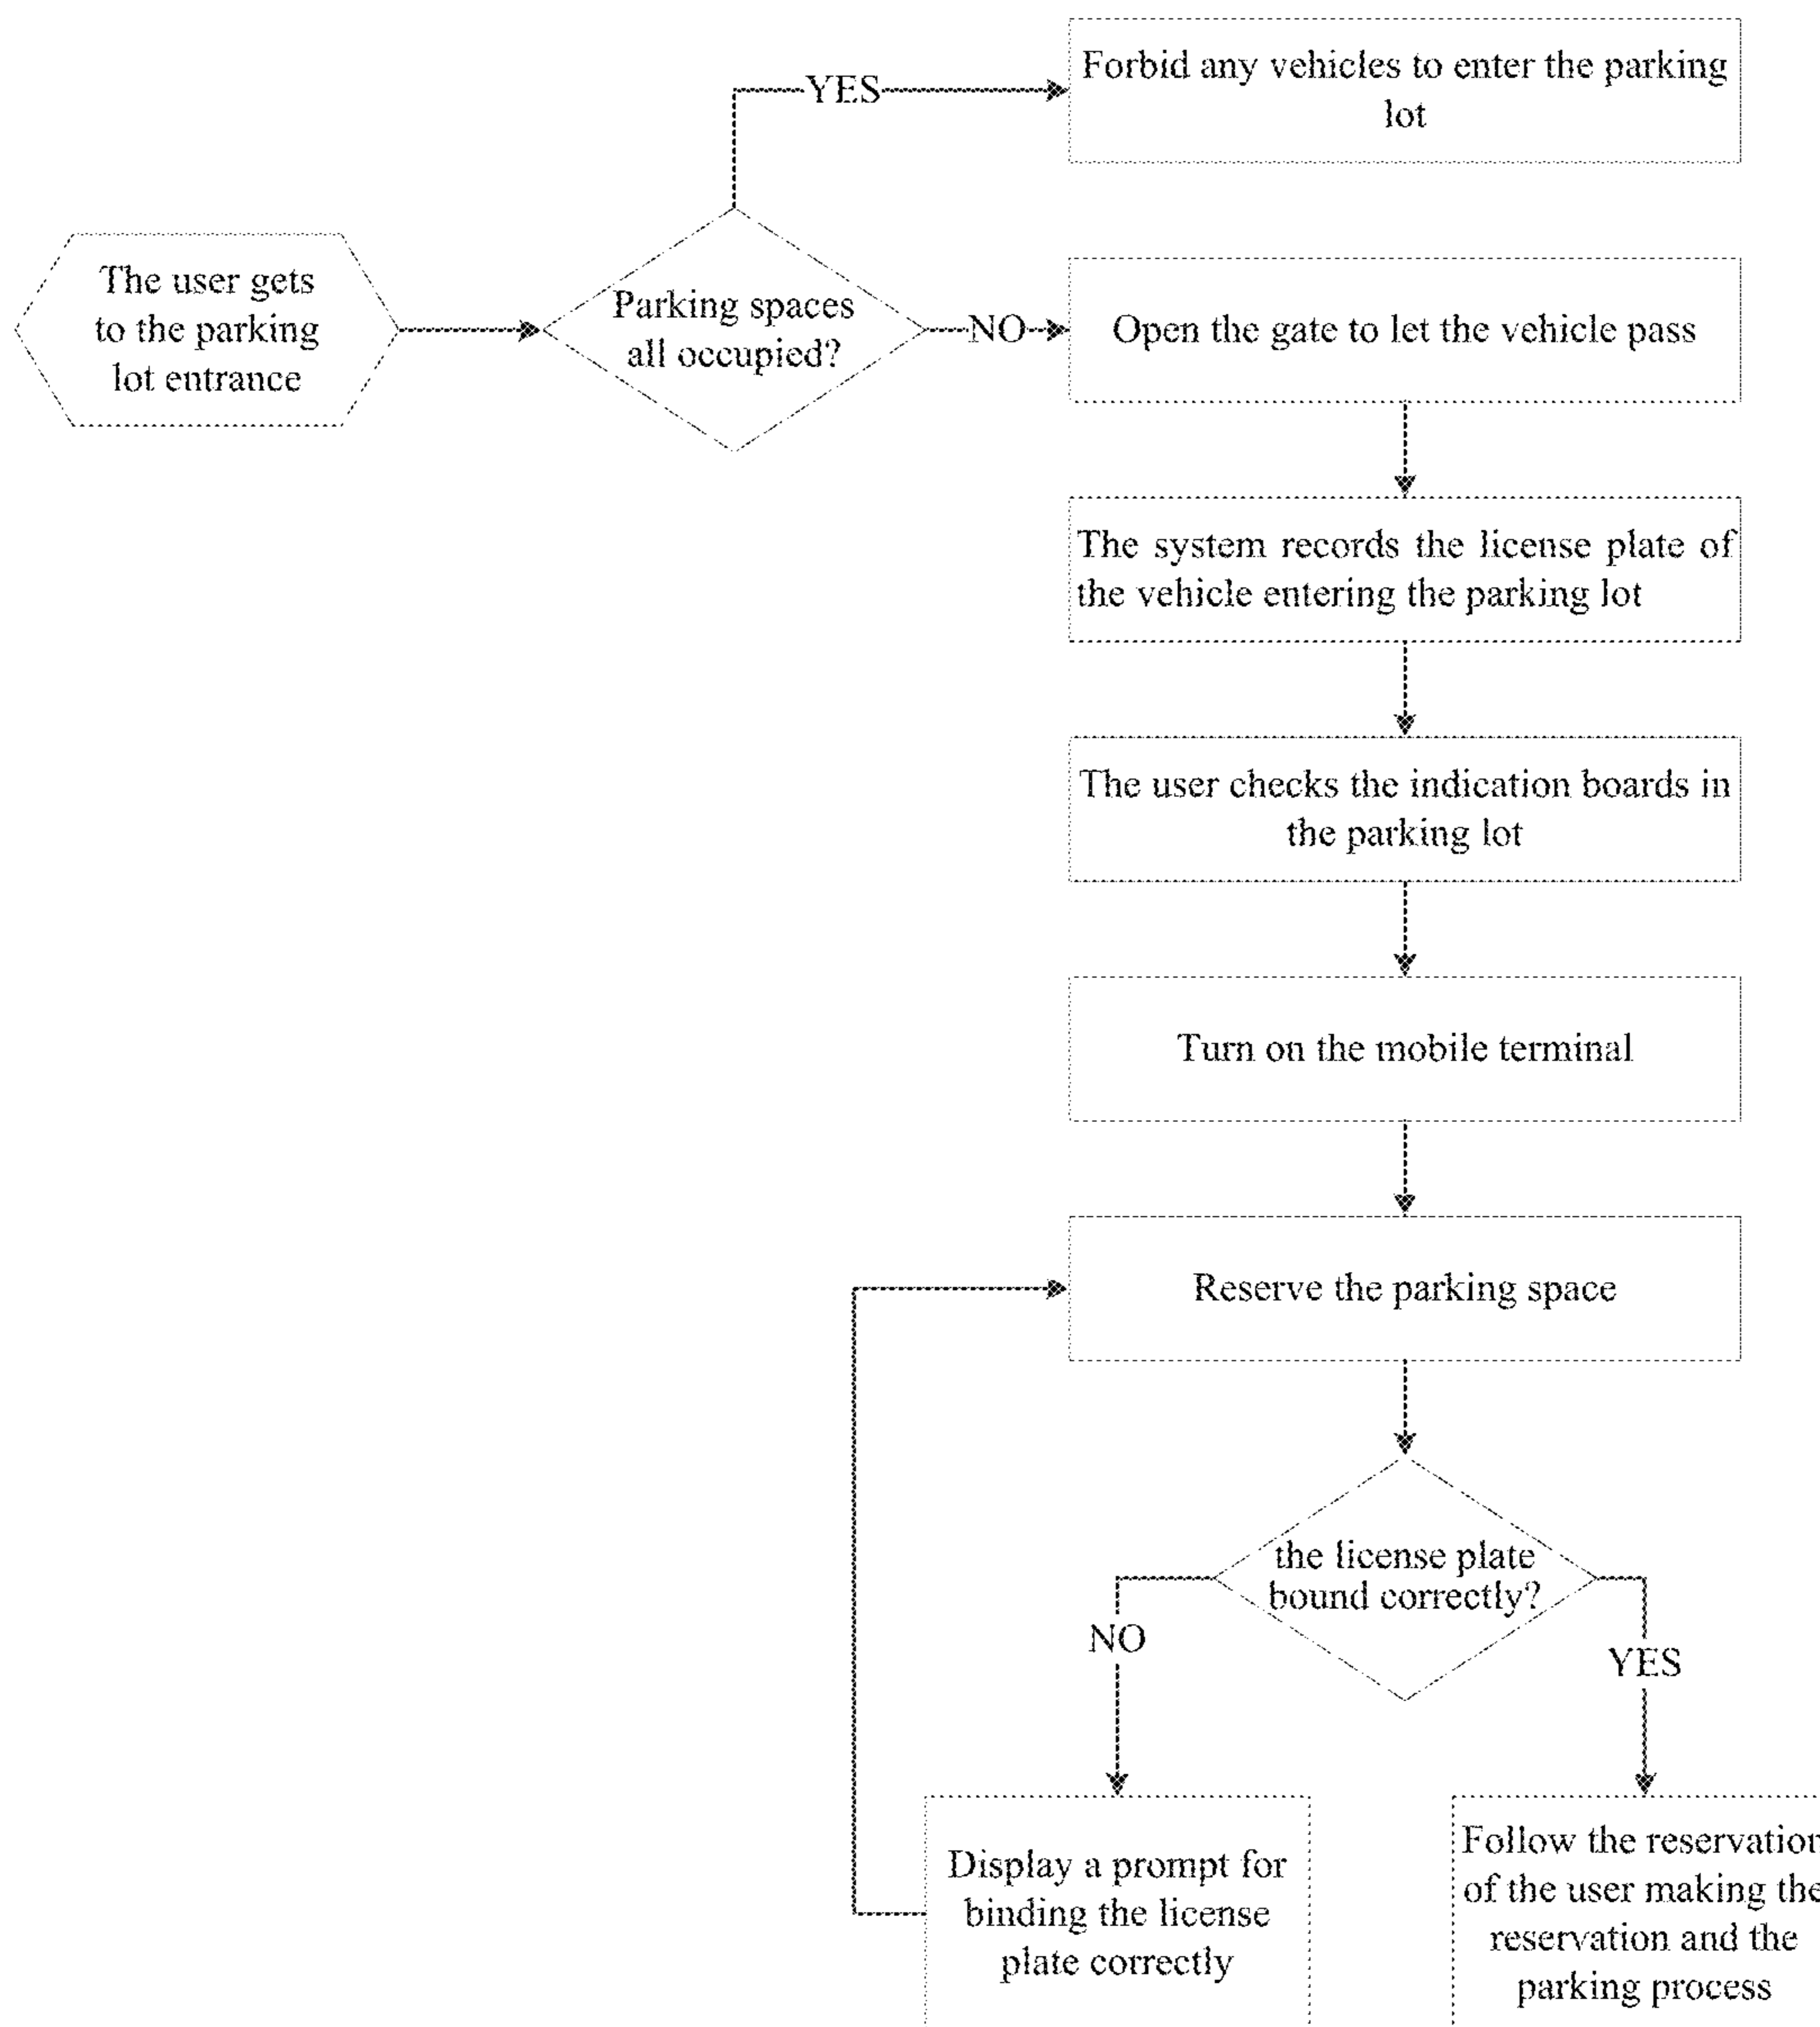 Forbid any vehicles to enter the parking
lot
YES
The user gets
to the parking
lot entrance
Parking spaces
all occupied?
NO
Open the gate to let the vehicle pass
The system records the license plate of
the vehicle entering the parking lot
The user checks the indication boards in
the parking lot
Turn on the mobile terminal
Reserve the parking space
the license plate
bound correctly?
NO
YES
Display a prompt for
binding the license
plate correctly
Follow the reservation
of the user making the
reservation and the
parking process